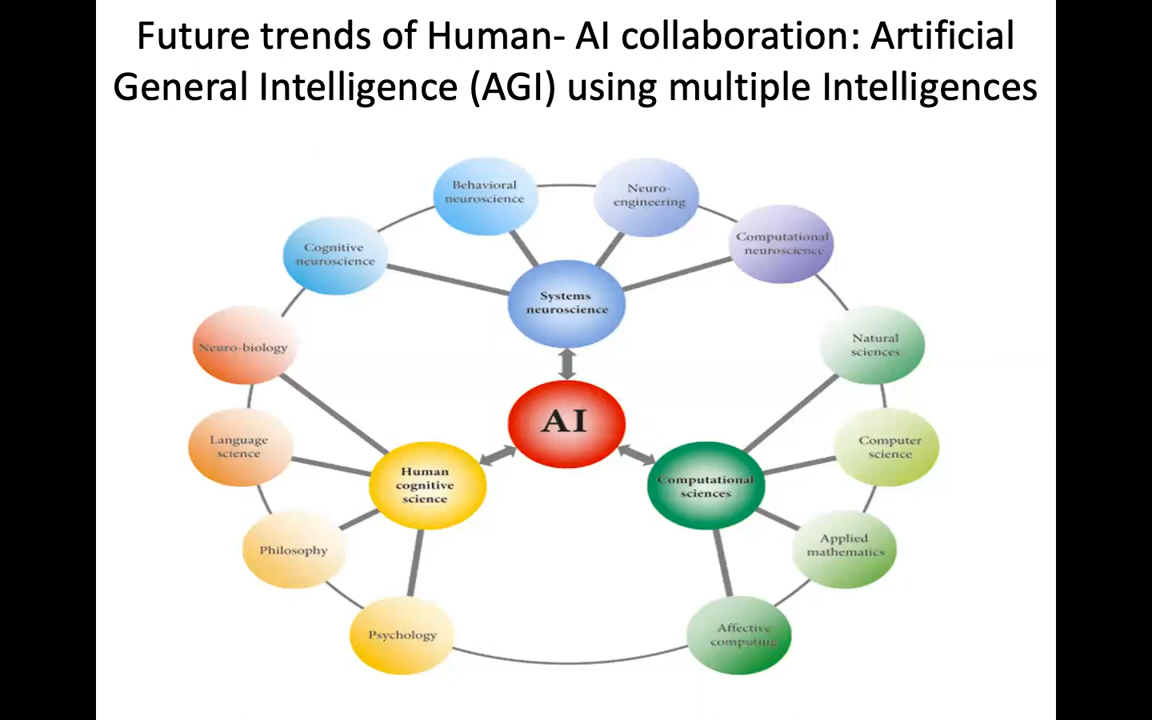 Future trends of Human- AI collaboration: Artificial
General Intelligence (AGI) using multiple Intelligences
Behavioral
neuroscience
Neuro-
engineering
Cognitive
neuroscience
Computational
neuroscience
Systems
neuroscience
Neuro-biology
Natural
sciences
AI
Language
science
Computer
science
Human
cognitive
science
Computational
sciences
Philosophy
Applied
mathematics
Psychology
Affective
computing